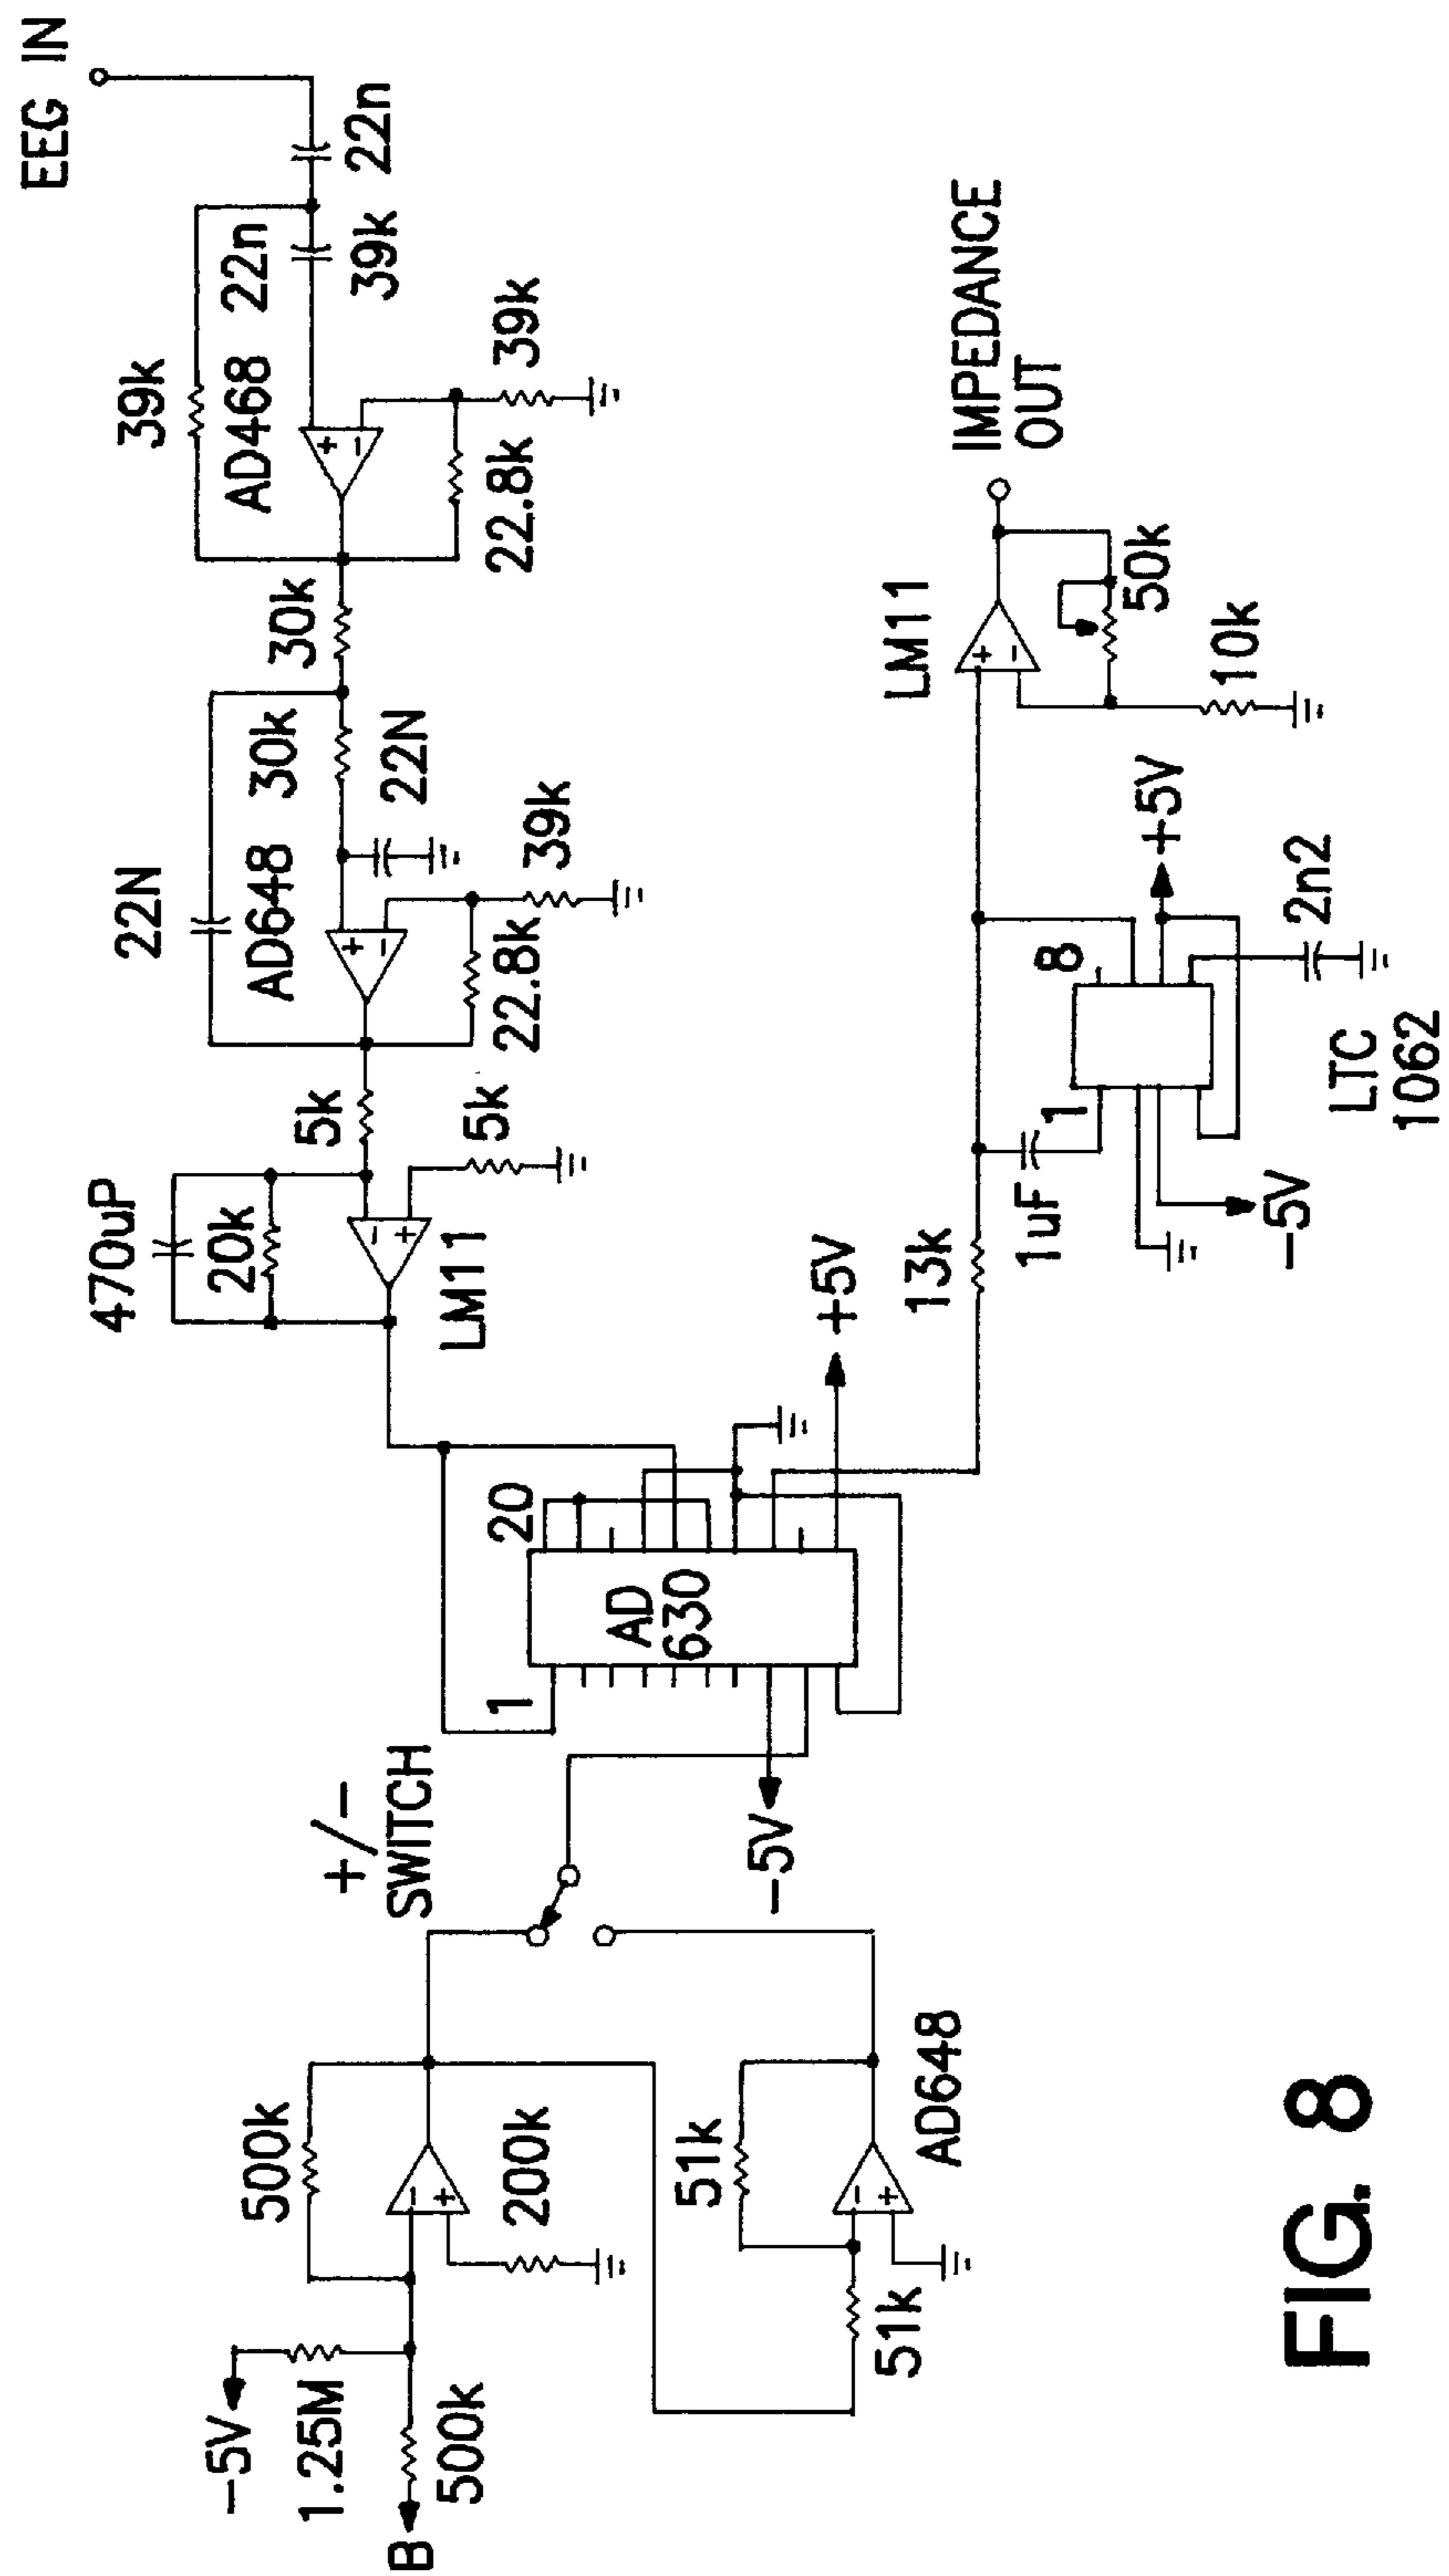 EEG IN
22n
22n
39k
39k
AD468
39k
22.8k
30k
22N
30k
AD648
22N
39k
22.8k
5k
5k
470uP
20k
LM11
+
−
+
−
−
+
+/−
SWITCH
1
20
AD
630
−5V
+5V
13k
1uF
1
8
LTC
1062
−5V
+5V
2n2
LM11
+
−
50k
10k
IMPEDANCE
OUT
B
500k
−5V
1.25M
500k
−
+
200k
51k
51k
−
+
AD648
FIG. 8